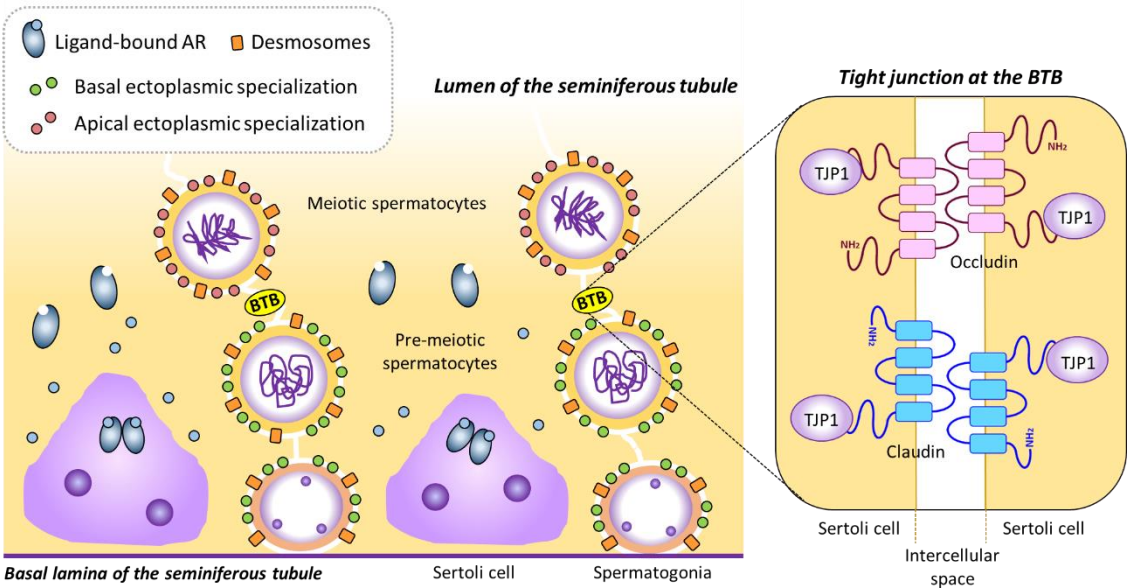 Ligand-bound AR
Desmosomes
Basal ectoplasmic specialization
Apical ectoplasmic specialization
Lumen of the seminiferous tubule
Meiotic spermatocytes
BTB
BTB
Pre-meiotic
spermatocytes
Basal lamina of the seminiferous tubule
Sertoli cell
Spermatogonia
Tight junction at the BTB
NH₂
TJP1
TJP1
NH₂
Occludin
NH₂
TJP1
TJP1
Claudin
NH₂
Sertoli cell
Sertoli cell
Intercellular
space